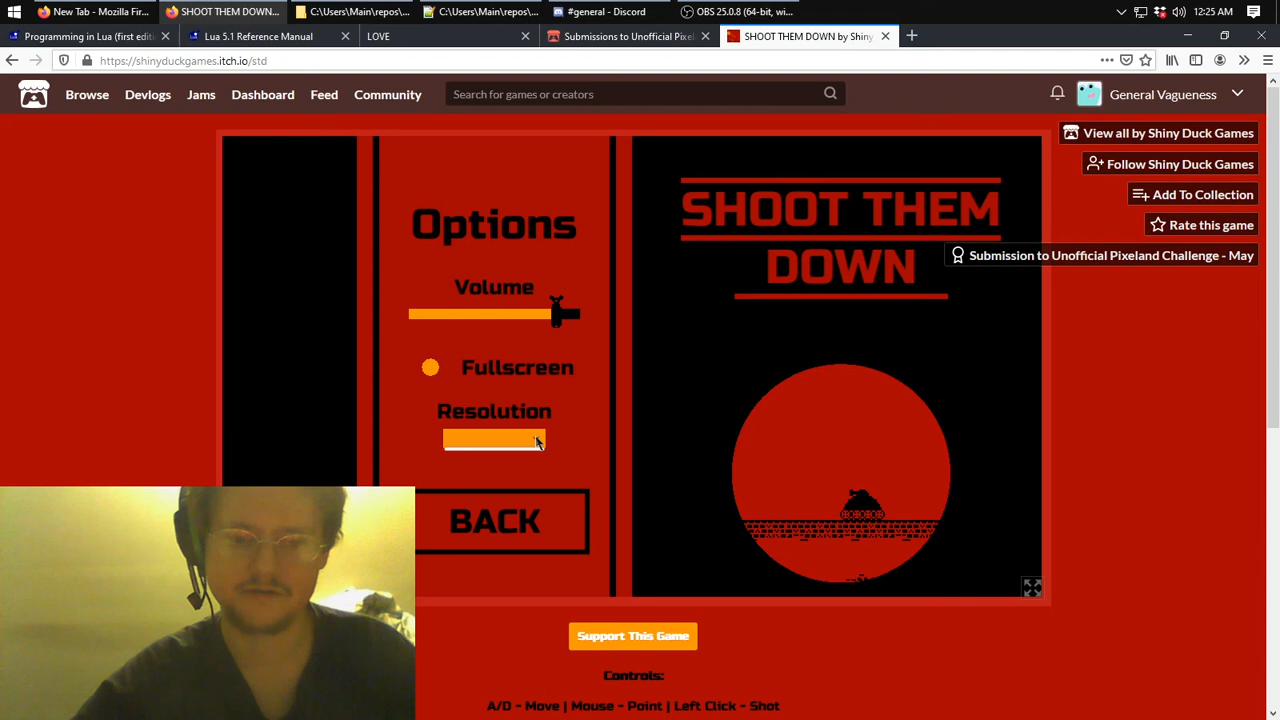 New Tab - Mozilla Fir...
SHOOT THEM DOWN...
C:\Users\Main\repos\...
C:\Users\Main\repos\...
#general - Discord
OBS 25.0.8 (64-bit, wi...
12:25 AM
Programming in Lua (first editi
Lua 5.1 Reference Manual
LOVE
Submissions to Unofficial Pixel
SHOOT THEM DOWN by Shiny
https://shinyduckgames.itch.io/std
Browse
Devlogs
Jams
Dashboard
Feed
Community
Search for games or creators
General Vagueness
View all by Shiny Duck Games
Follow Shiny Duck Games
Add To Collection
Rate this game
Submission to Unofficial Pixeland Challenge - May
Options
Volume
Fullscreen
Resolution
BACK
SHOOT THEM
DOWN
Support This Game
Controls:
A/D - Move | Mouse - Point | Left Click - Shot